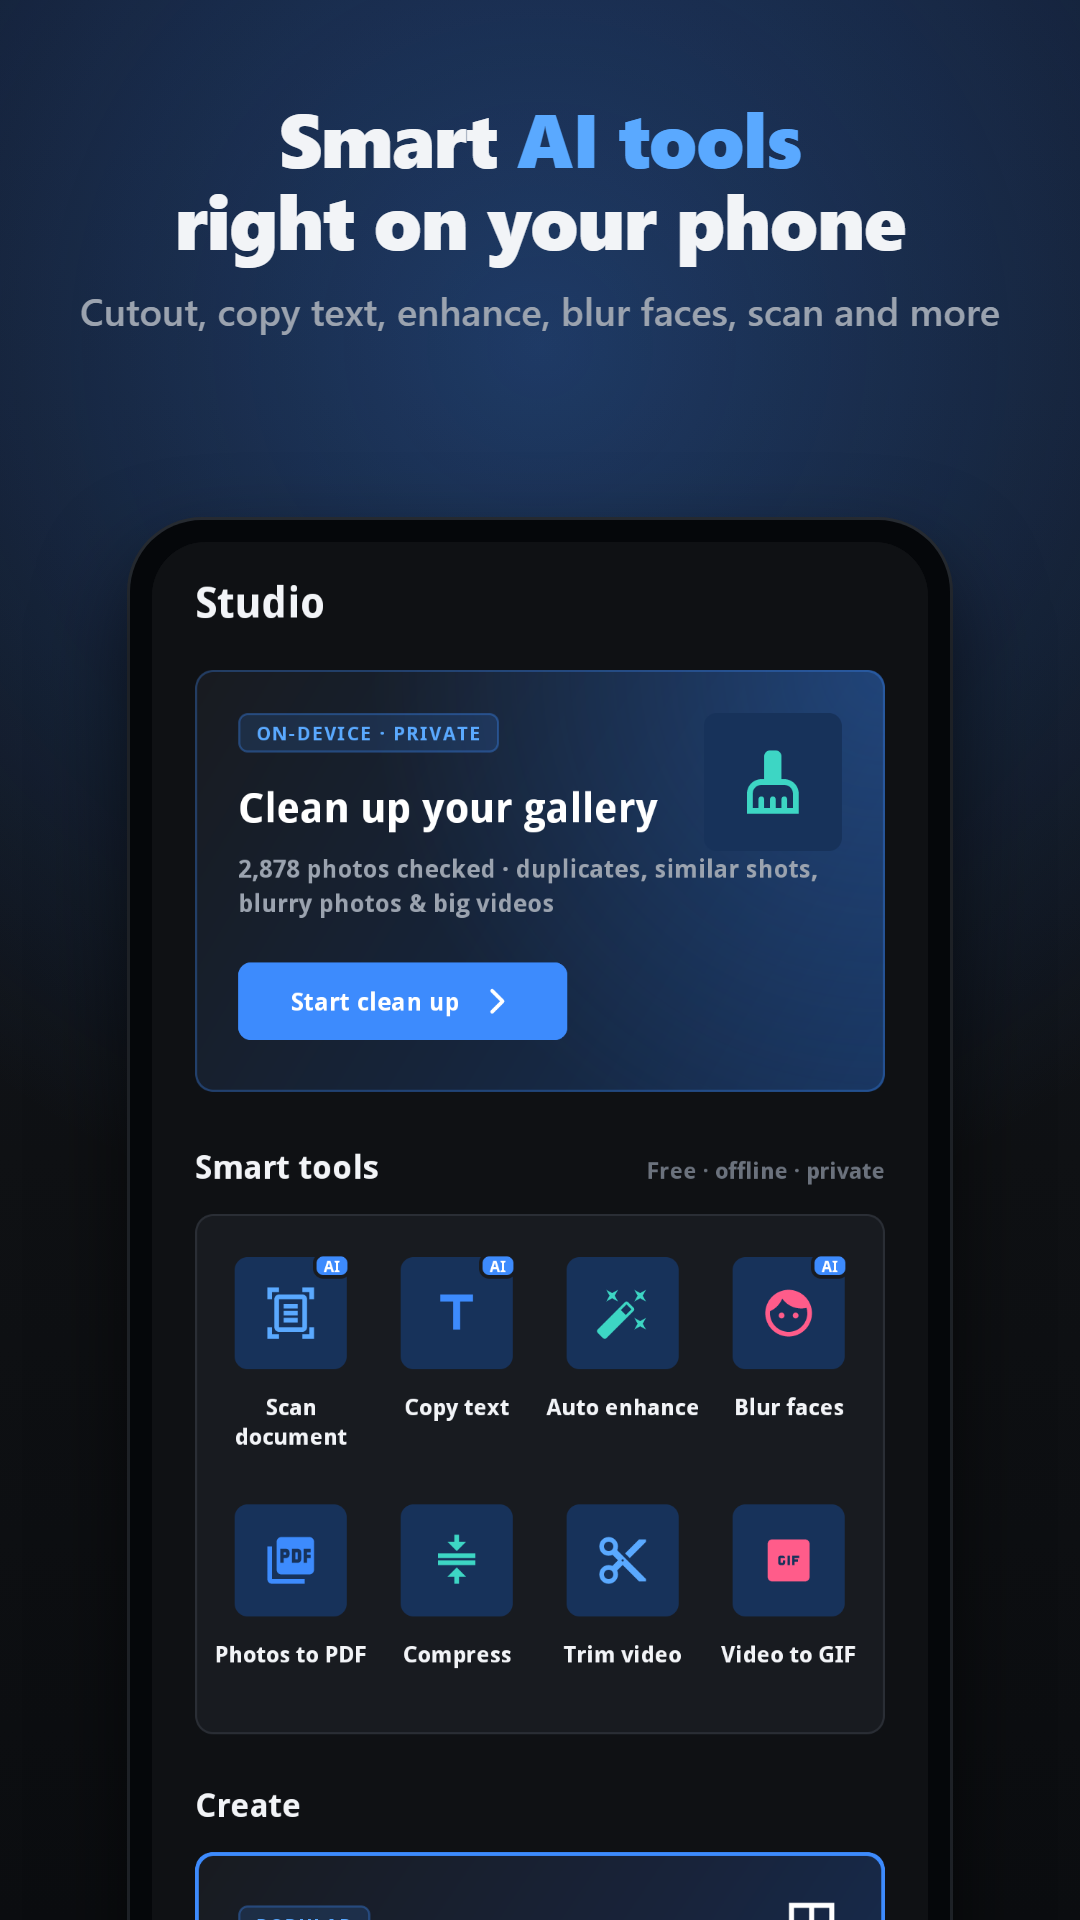 Smart AI tools
right on your phone
Cutout, copy text, enhance, blur faces, scan and more
Studio
ON-DEVICE · PRIVATE
Clean up your gallery
2,878 photos checked · duplicates, similar shots,
blurry photos & big videos
Start clean up
Smart tools
Free · offline · private
AI
AI
AI
T
Scan
document
Copy text
Auto enhance
Blur faces
PDF
GIF
Photos to PDF
Compress
Trim video
Video to GIF
Create